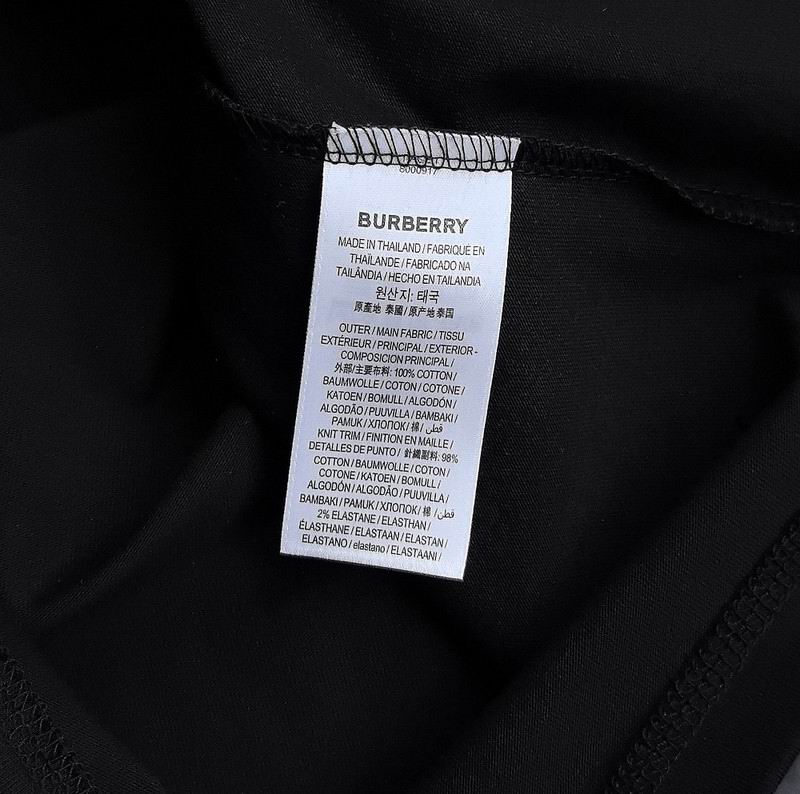 8000917
BURBERRY
MADE IN THAILAND / FABRIQUÉ EN
THAÏLANDE / FABRICADO NA
TAILÂNDIA / HECHO EN TAILANDIA
원산지: 태국
原產地 泰國 / 原产地 泰国
OUTER / MAIN FABRIC / TISSU
EXTÉRIEUR / PRINCIPAL / EXTERIOR -
COMPOSICION PRINCIPAL /
外部/主要布料: 100% COTTON /
BAUMWOLLE / COTON / COTONE /
KATOEN / BOMULL / ALGODÓN /
ALGODÃO / PUUVILLA / BAMBAKI /
PAMUK / ХЛОПОК / 棉 / قطن /
KNIT TRIM / FINITION EN MAILLE /
DETALLES DE PUNTO / 針織副料: 98%
COTTON / BAUMWOLLE / COTON /
COTONE / KATOEN / BOMULL /
ALGODÓN / ALGODÃO / PUUVILLA /
BAMBAKI / PAMUK / ХЛОПОК / 棉 / قطن /
2% ELASTANE / ELASTHAN /
ÉLASTHANE / ELASTAAN / ELASTAN /
ELASTANO / elastano / ELASTAANI /